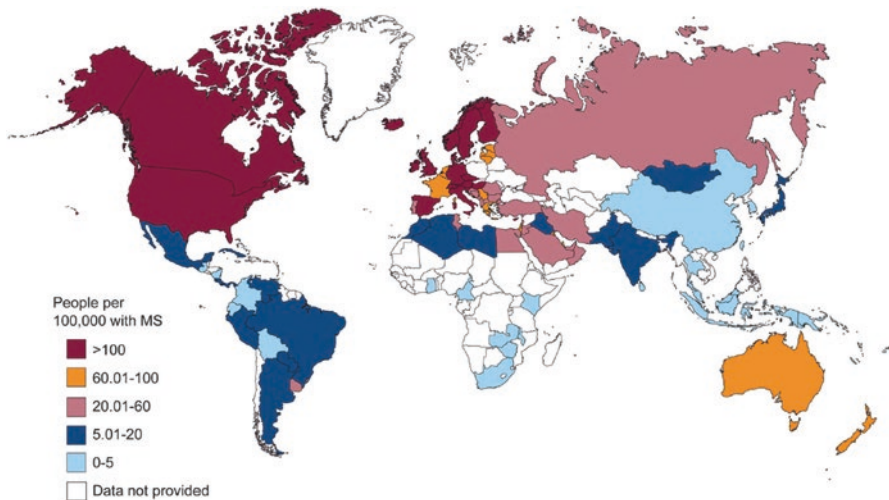 People per
100,000 with MS
>100
60.01-100
20.01-60
5.01-20
0-5
Data not provided